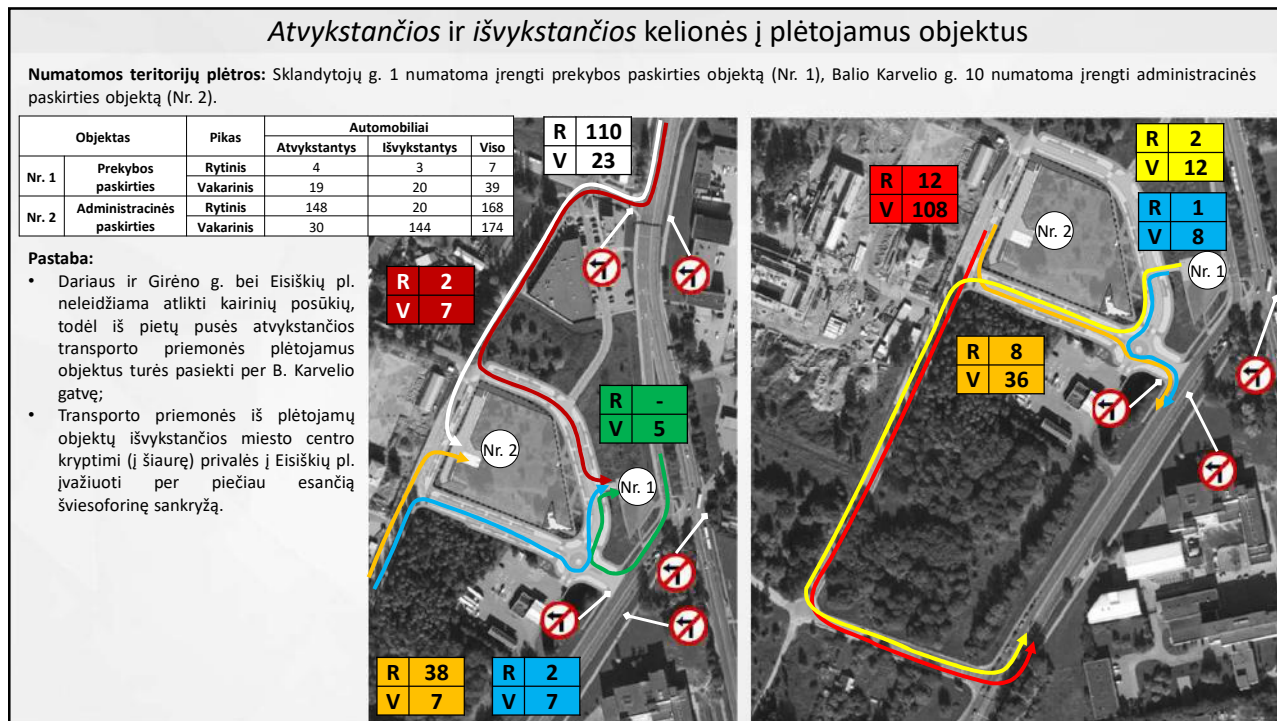 Atvykstančios ir išvykstančios kelionės į plėtojamus objektus
Numatomos teritorijų plėtros: Sklandytojų g. 1 numatoma įrengti prekybos paskirties objektą (Nr. 1), Balio Karvelio g. 10 numatoma įrengti administracinės
paskirties objektą (Nr. 2).
Objektas Pikas Automobiliai
Atvykstantys Išvykstantys Viso
Nr. 1 Prekybos paskirties Rytinis 4 3 7
Vakarinis 19 20 39
Nr. 2 Administracinės paskirties Rytinis 148 20 168
Vakarinis 30 144 174
Pastaba:
• Dariaus ir Girėno g. bei Eisiškių pl.
neleidžiama atlikti kairinių posūkių,
todėl iš pietų pusės atvykstančios
transporto priemonės plėtojamus
objektus turės pasiekti per B. Karvelio
gatvę;
• Transporto priemonės iš plėtojamų
objektų išvykstančios miesto centro
kryptimi (į šiaurę) privalės į Eisiškių pl.
įvažiuoti per piečiau esančią
šviesoforinę sankryžą.
R 110
V 23
R 2
V 7
R -
V 5
Nr. 2
Nr. 1
R 38
V 7
R 2
V 7
R 2
V 12
R 12
V 108
R 1
V 8
Nr. 2
Nr. 1
R 8
V 36